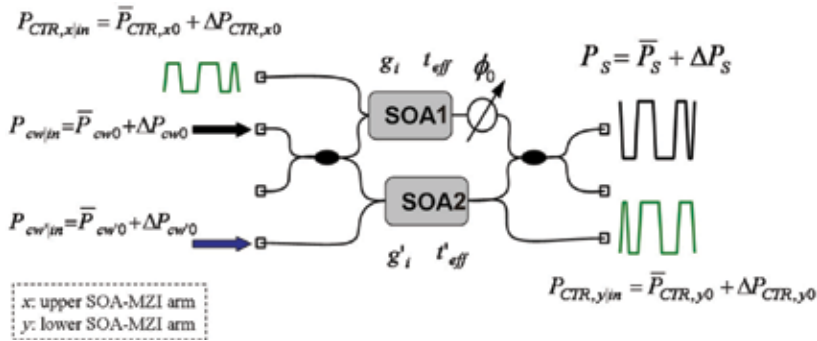 P_CTR,x|in = P̅_CTR,x0 + ΔP_CTR,x0
g_i t_eff ϕ_0
P_S = P̅_S + ΔP_S
P_cw|in = P̅_cw0 + ΔP_cw0
SOA1
SOA2
P_cw'|in = P̅_cw'0 + ΔP_cw'0
g'_i t'_eff
P_CTR,y|in = P̅_CTR,y0 + ΔP_CTR,y0
x: upper SOA-MZI arm
y: lower SOA-MZI arm